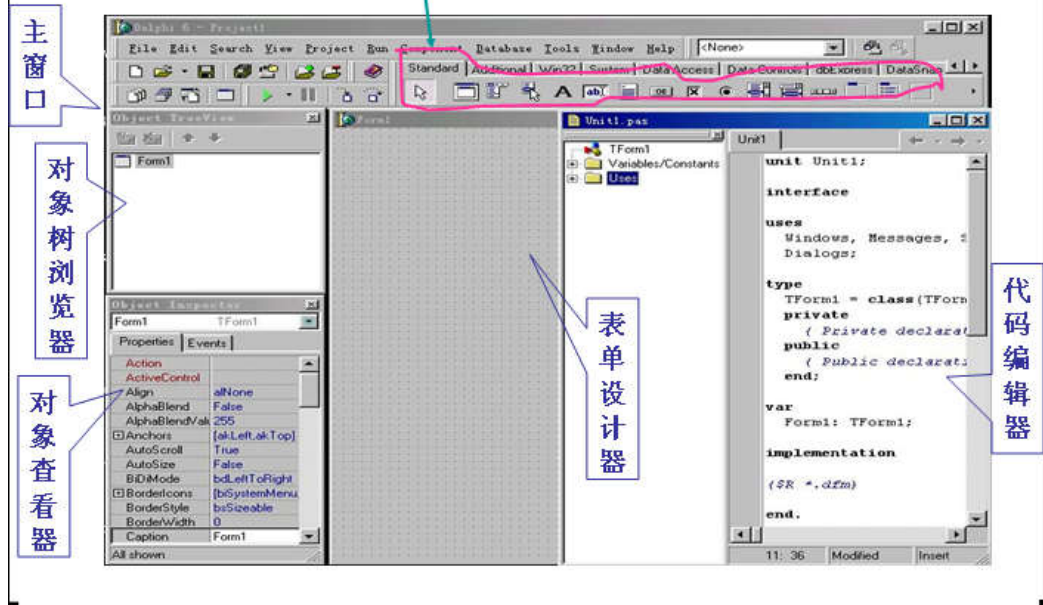 主窗口
Delphi 6 - Project1
File Edit Search View Project Run Component Database Tools Window Help <None>
Standard Additional Win32 System Data Access Data Controls dbExpress DataSnap
Object TreeView
Form1
Form1
Unit1.pas
TForm1
Variables/Constants
Uses
Unit1
unit Unit1;
interface
uses
Windows, Messages, S
Dialogs;
type
TForm1 = class(TForm
private
{ Private declarat
public
{ Public declarati
end;
var
Form1: TForm1;
implementation
{$R *.dfm}
end.
11: 36 Modified Insert
对象树浏览器
Object Inspector
Form1 TForm1
Properties Events
Action
ActiveControl
Align alNone
AlphaBlend False
AlphaBlendVal 255
Anchors [akLeft,akTop]
AutoScroll True
AutoSize False
BiDiMode bdLeftToRight
BorderIcons [biSystemMenu,
BorderStyle bsSizeable
BorderWidth 0
Caption Form1
All shown
对象查看器
表单设计器
代码编辑器